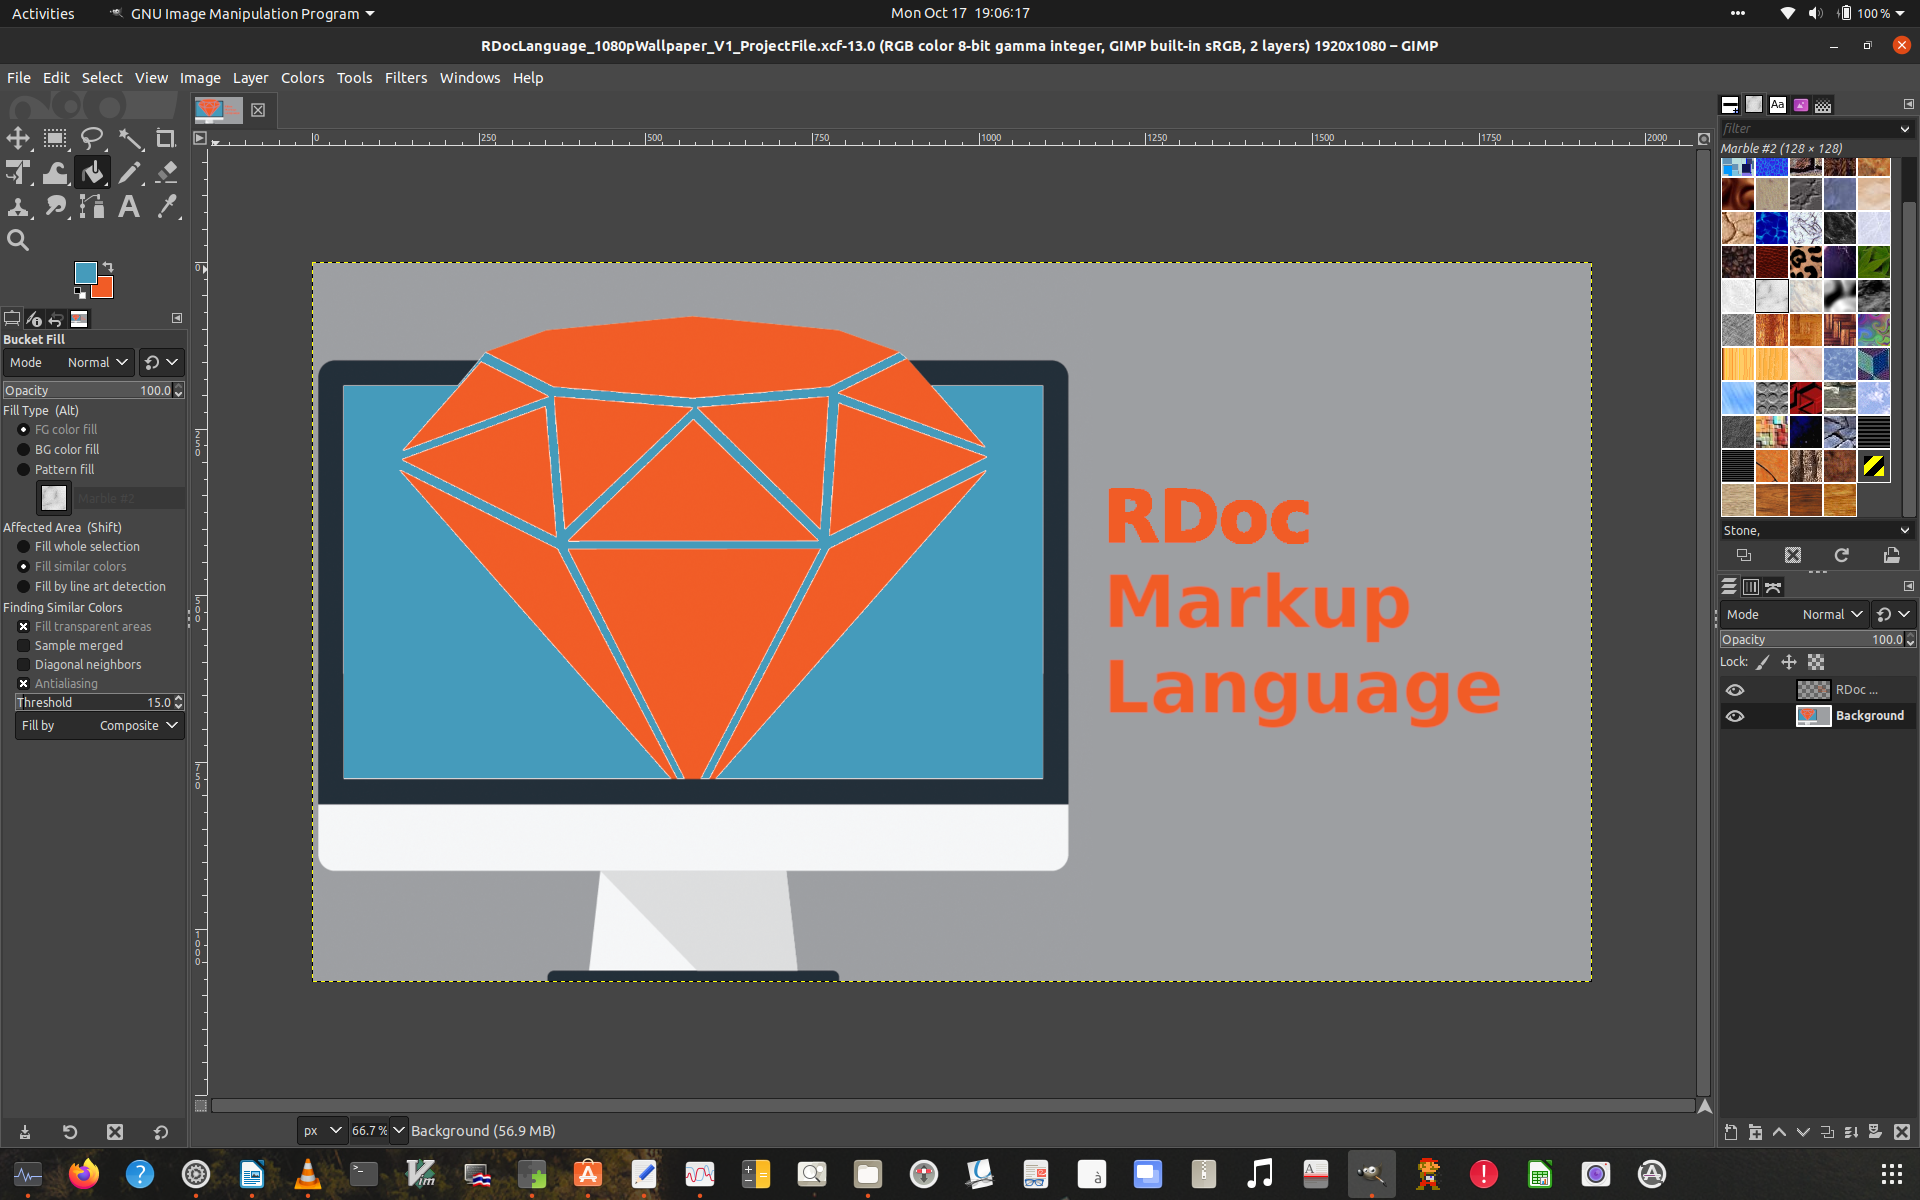 Activities
GNU Image Manipulation Program
Mon Oct 17 19:06:17
100 %
RDocLanguage_1080pWallpaper_V1_ProjectFile.xcf-13.0 (RGB color 8-bit gamma integer, GIMP built-in sRGB, 2 layers) 1920x1080 – GIMP
File Edit Select View Image Layer Colors Tools Filters Windows Help
0 250 500 750 1000 1250 1500 1750 2000
0
250
500
750
1000
Bucket Fill
Mode Normal
Opacity 100.0
Fill Type (Alt)
FG color fill
BG color fill
Pattern fill
Marble #2
Affected Area (Shift)
Fill whole selection
Fill similar colors
Fill by line art detection
Finding Similar Colors
Fill transparent areas
Sample merged
Diagonal neighbors
Antialiasing
Threshold 15.0
Fill by Composite
RDoc
Markup
Language
px 66.7 % Background (56.9 MB)
Aa
filter
Marble #2 (128 × 128)
Stone,
Mode Normal
Opacity 100.0
Lock:
RDoc ...
Background